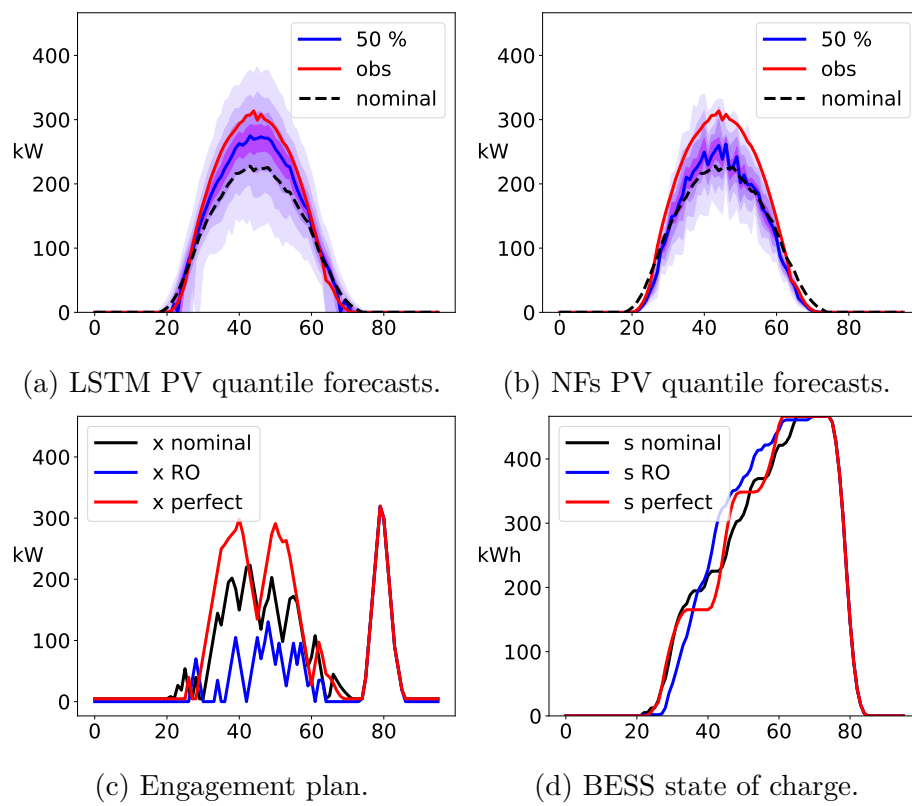 400
300
kW
200
100
0
0 20 40 60 80
50 %
obs
nominal
(a) LSTM PV quantile forecasts.
400
300
kW
200
100
0
0 20 40 60 80
50 %
obs
nominal
(b) NFs PV quantile forecasts.
400
300
kW
200
100
0
0 20 40 60 80
x nominal
x RO
x perfect
(c) Engagement plan.
400
300
kWh
200
100
0
0 20 40 60 80
s nominal
s RO
s perfect
(d) BESS state of charge.